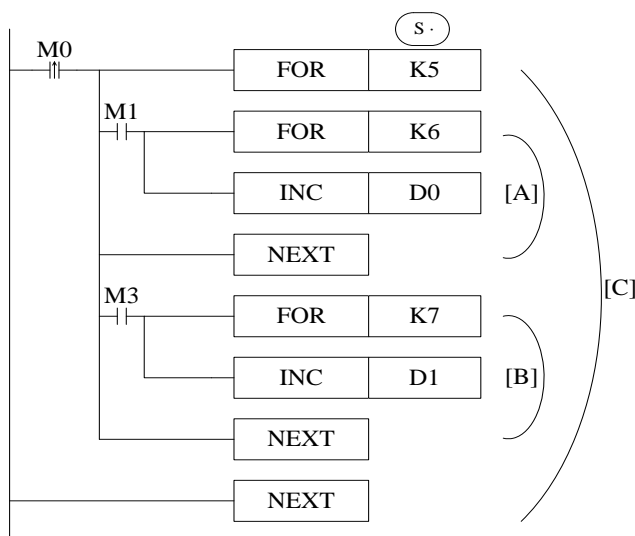 S ·
M0
FOR K5
M1
FOR K6
INC D0 [A]
NEXT
[C]
M3
FOR K7
INC D1 [B]
NEXT
NEXT